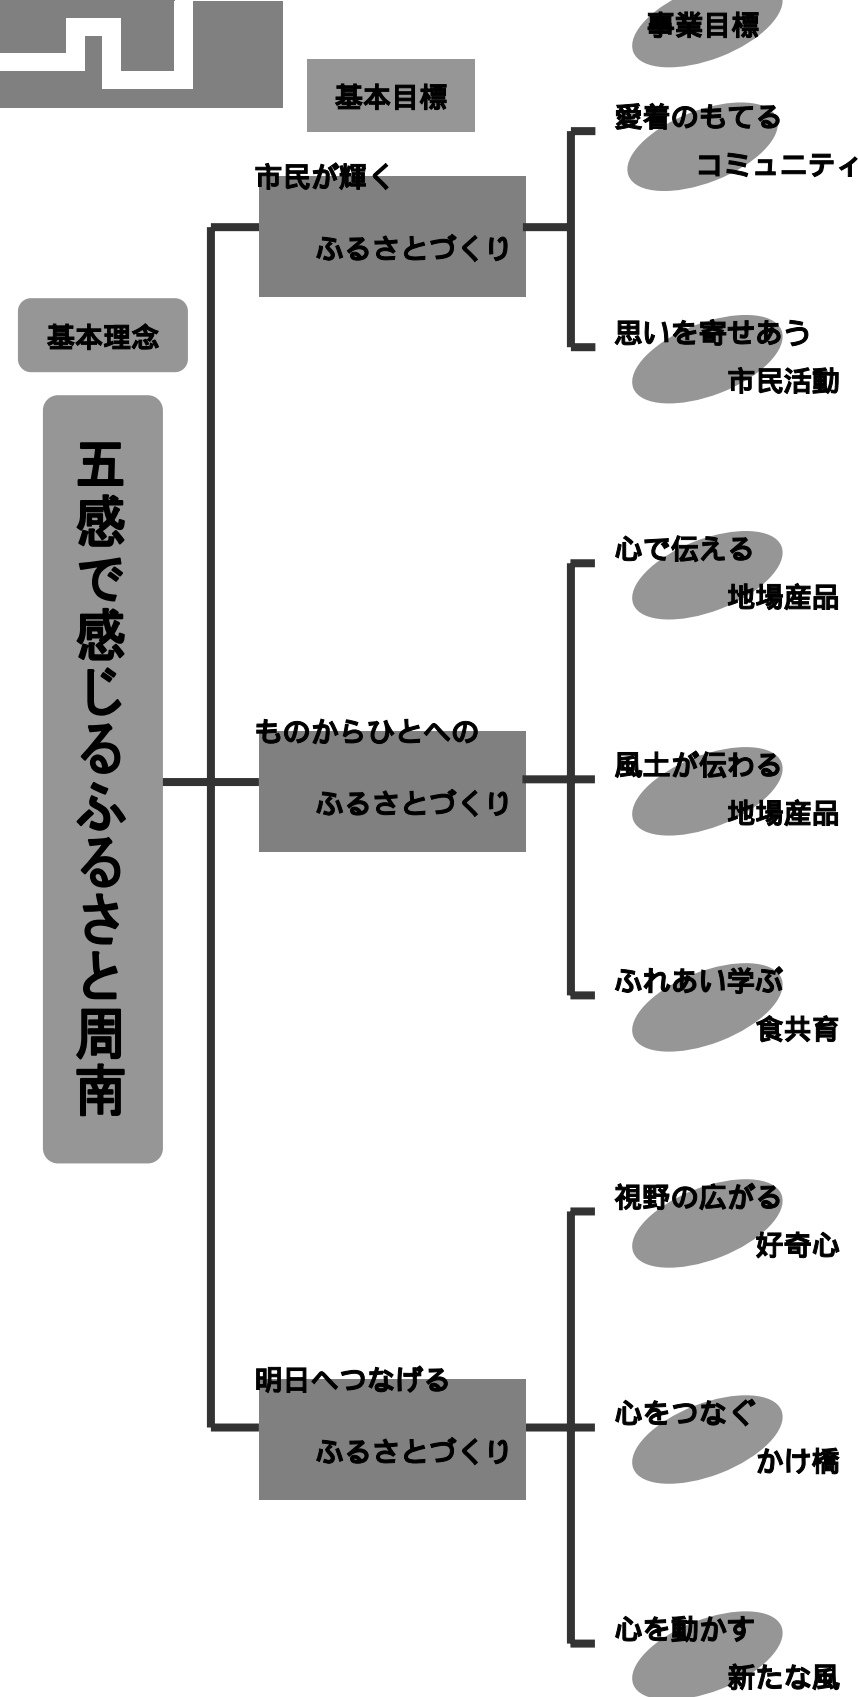 事業目標
基本目標
愛着のもてる
コミュニティ
市民が輝く
ふるさとづくり
基本理念
思いを寄せあう
市民活動
五感で感じるふるさと周南
心で伝える
地場産品
ものからひとへの
ふるさとづくり
風土が伝わる
地場産品
ふれあい学ぶ
食共育
視野の広がる
好奇心
明日へつなげる
ふるさとづくり
心をつなぐ
かけ橋
心を動かす
新たな風